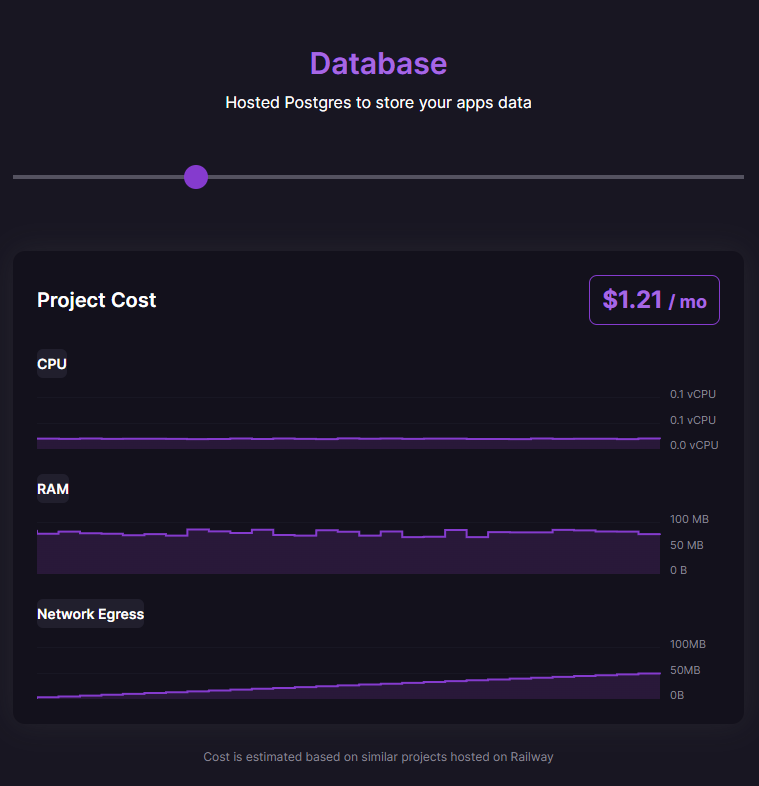 Database
Hosted Postgres to store your apps data
Project Cost
$1.21 / mo
CPU
0.1 vCPU
0.1 vCPU
0.0 vCPU
RAM
100 MB
50 MB
0 B
Network Egress
100MB
50MB
0B
Cost is estimated based on similar projects hosted on Railway